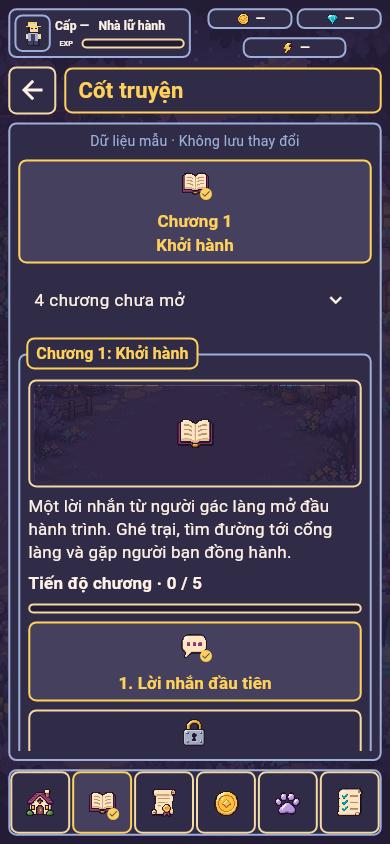 Cấp — Nhà lữ hành
EXP
—
—
—
Cốt truyện
Dữ liệu mẫu · Không lưu thay đổi
Chương 1
Khởi hành
4 chương chưa mở
Chương 1: Khởi hành
Một lời nhắn từ người gác làng mở đầu
hành trình. Ghé trại, tìm đường tới cổng
làng và gặp người bạn đồng hành.
Tiến độ chương · 0 / 5
1. Lời nhắn đầu tiên